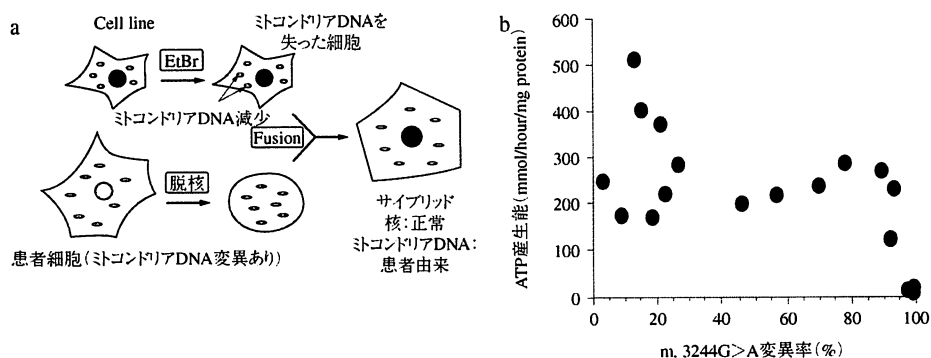 a
Cell line
EtBr
ミトコンドリアDNAを
失った細胞
ミトコンドリアDNA減少
Fusion
脱核
患者細胞(ミトコンドリアDNA変異あり)
サイブリッド
核:正常
ミトコンドリアDNA:
患者由来
b
ATP産生能(mmol/hour/mg protein)
600
500
400
300
200
100
0
0 20 40 60 80 100
m. 3244G>A変異率(%)